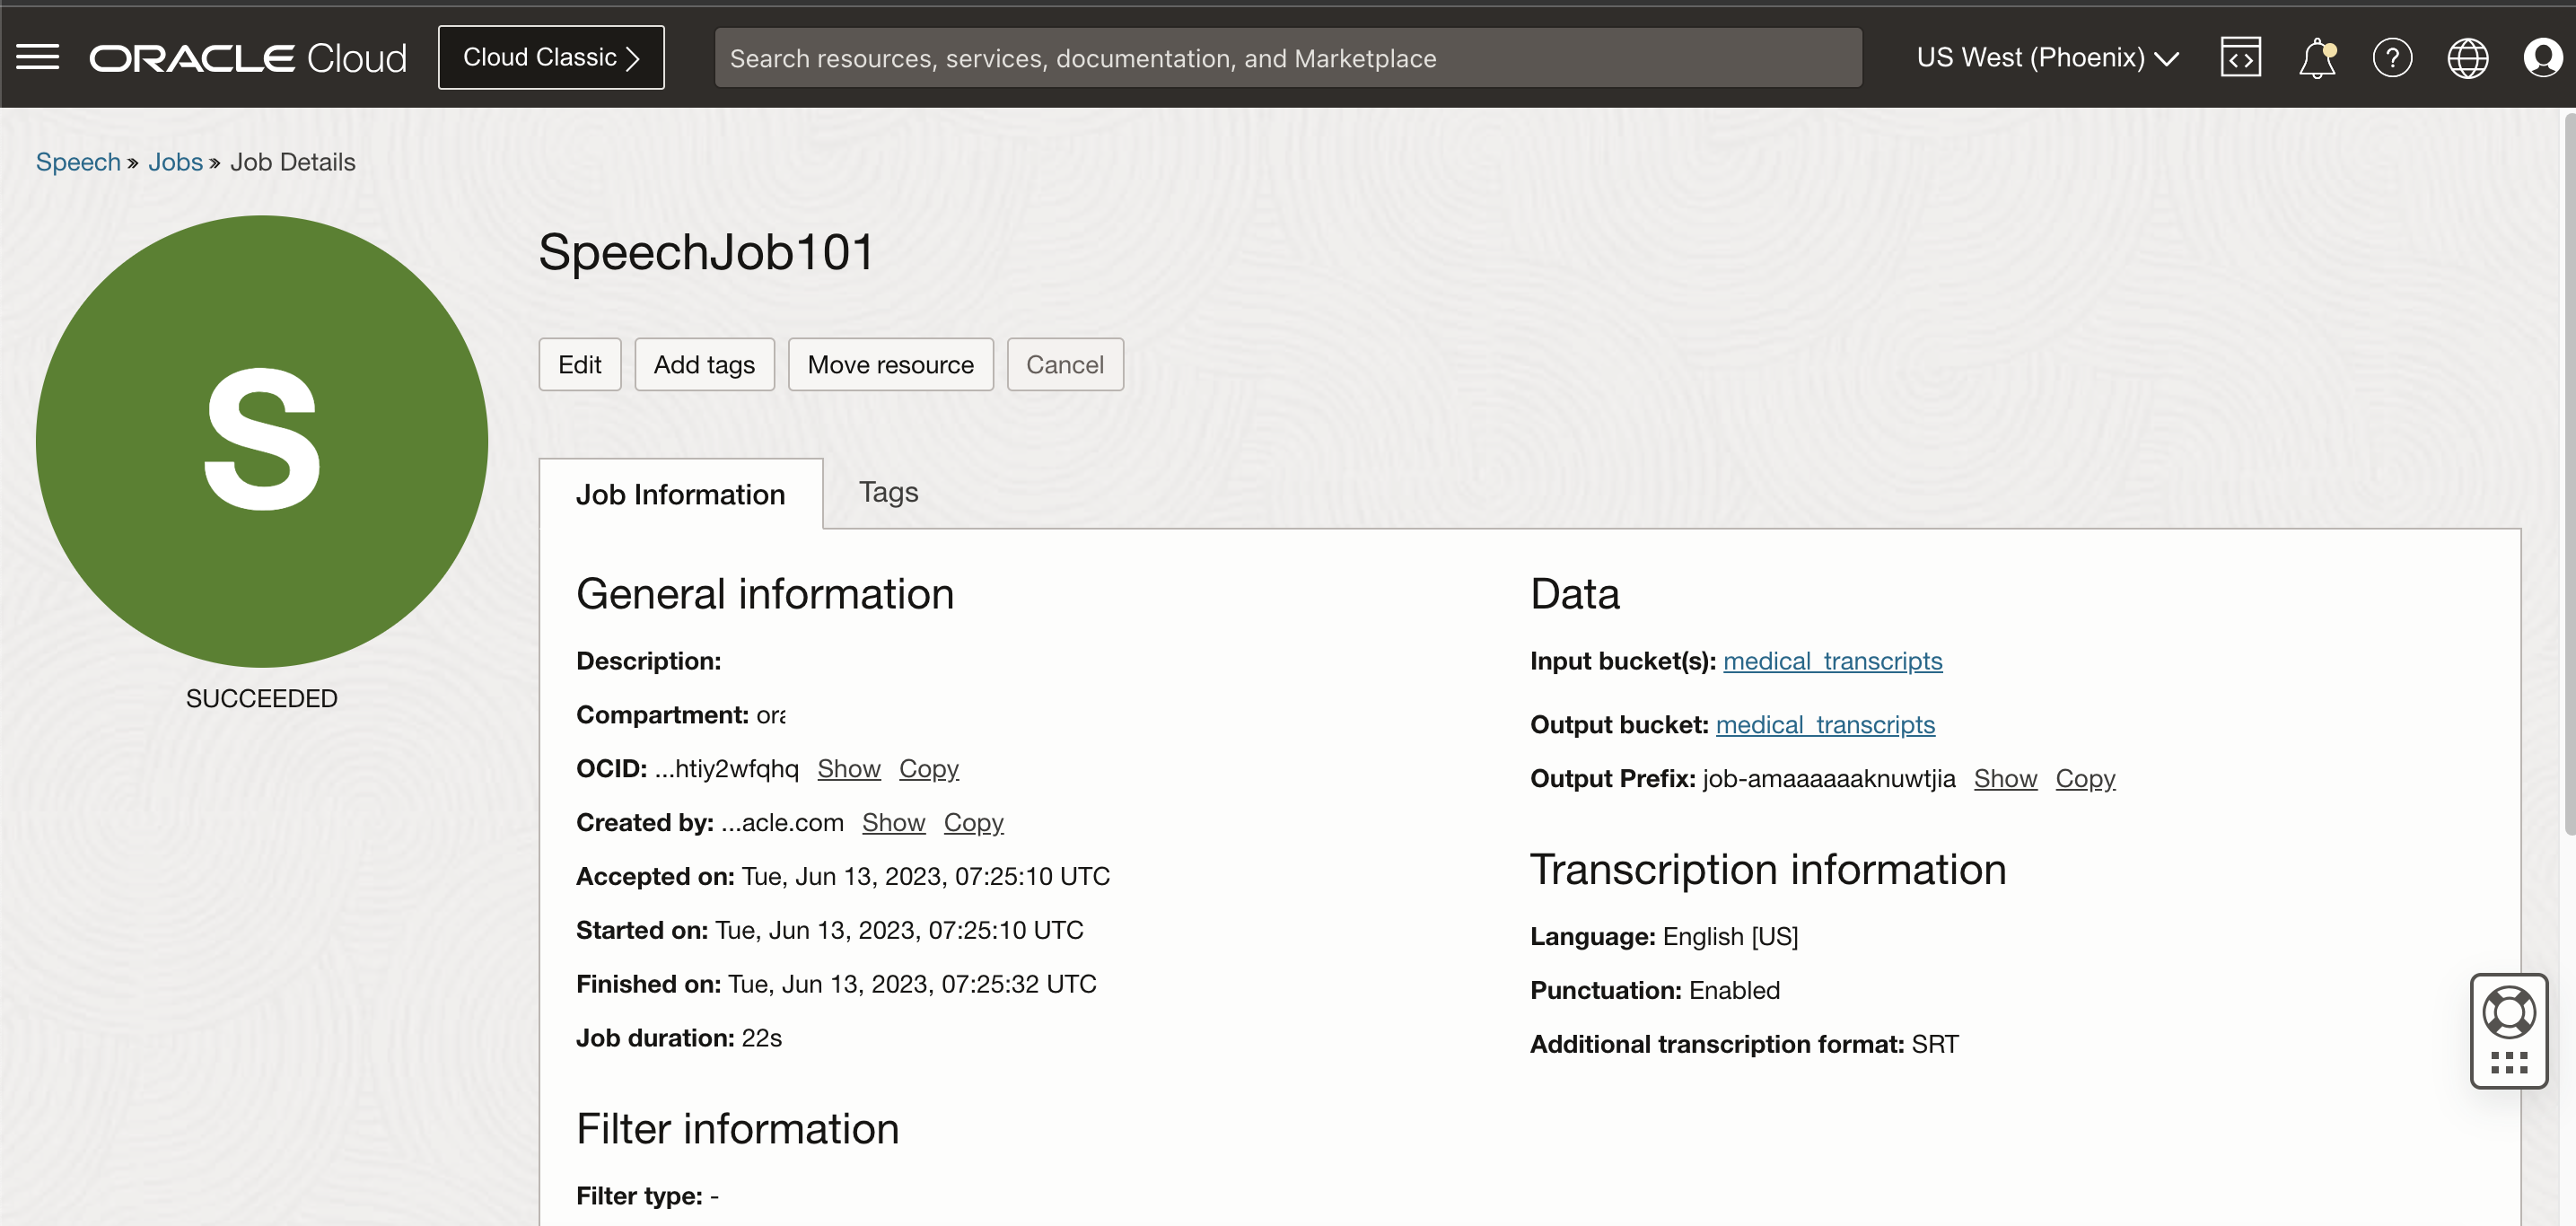 ORACLE Cloud
Cloud Classic
Search resources, services, documentation, and Marketplace
US West (Phoenix)
Speech » Jobs » Job Details
S
SUCCEEDED
SpeechJob101
Edit Add tags Move resource Cancel
Job Information Tags
General information
Description:
Compartment:
OCID: ...htiy2wfqhq Show Copy
Created by: ...acle.com Show Copy
Accepted on: Tue, Jun 13, 2023, 07:25:10 UTC
Started on: Tue, Jun 13, 2023, 07:25:10 UTC
Finished on: Tue, Jun 13, 2023, 07:25:32 UTC
Job duration: 22s
Filter information
Filter type: -
Data
Input bucket(s): medical_transcripts
Output bucket: medical_transcripts
Output Prefix: job-amaaaaaaknuwtjia Show Copy
Transcription information
Language: English [US]
Punctuation: Enabled
Additional transcription format: SRT